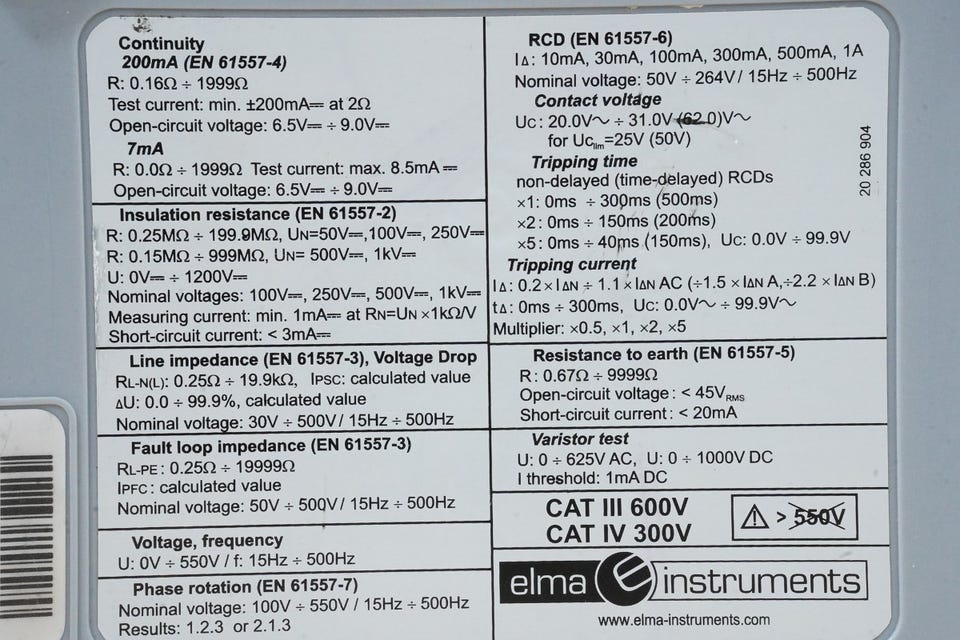 Continuity
200mA (EN 61557-4)
R: 0.16Ω ÷ 1999Ω
Test current: min. ±200mA⎓ at 2Ω
Open-circuit voltage: 6.5V⎓ ÷ 9.0V⎓
7mA
R: 0.0Ω ÷ 1999Ω Test current: max. 8.5mA⎓
Open-circuit voltage: 6.5V⎓ ÷ 9.0V⎓
Insulation resistance (EN 61557-2)
R: 0.25MΩ ÷ 199.9MΩ, UN=50V⎓,100V⎓, 250V⎓
R: 0.15MΩ ÷ 999MΩ, UN= 500V⎓, 1kV⎓
U: 0V⎓ ÷ 1200V⎓
Nominal voltages: 100V⎓, 250V⎓, 500V⎓, 1kV⎓
Measuring current: min. 1mA⎓ at RN=UN ×1kΩ/V
Short-circuit current: < 3mA⎓
Line impedance (EN 61557-3), Voltage Drop
RL-N(L): 0.25Ω ÷ 19.9kΩ, IPSC: calculated value
ΔU: 0.0 ÷ 99.9%, calculated value
Nominal voltage: 30V ÷ 500V / 15Hz ÷ 500Hz
Fault loop impedance (EN 61557-3)
RL-PE: 0.25Ω ÷ 19999Ω
IPFC: calculated value
Nominal voltage: 50V ÷ 500V / 15Hz ÷ 500Hz
Voltage, frequency
U: 0V ÷ 550V / f: 15Hz ÷ 500Hz
Phase rotation (EN 61557-7)
Nominal voltage: 100V ÷ 550V / 15Hz ÷ 500Hz
Results: 1.2.3 or 2.1.3
RCD (EN 61557-6)
IΔ: 10mA, 30mA, 100mA, 300mA, 500mA, 1A
Nominal voltage: 50V ÷ 264V / 15Hz ÷ 500Hz
Contact voltage
UC: 20.0V~ ÷ 31.0V (62.0)V~
for UClim=25V (50V)
Tripping time
non-delayed (time-delayed) RCDs
×1: 0ms ÷ 300ms (500ms)
×2: 0ms ÷ 150ms (200ms)
×5: 0ms ÷ 40ms (150ms), UC: 0.0V ÷ 99.9V
Tripping current
IΔ: 0.2×IΔN ÷ 1.1×IΔN AC (÷1.5 ×IΔN A,÷2.2 ×IΔN B)
tΔ: 0ms ÷ 300ms, UC: 0.0V~ ÷ 99.9V~
Multiplier: ×0.5, ×1, ×2, ×5
20 286 904
Resistance to earth (EN 61557-5)
R: 0.67Ω ÷ 9999Ω
Open-circuit voltage: < 45VRMS
Short-circuit current: < 20mA
Varistor test
U: 0 ÷ 625V AC, U: 0 ÷ 1000V DC
I threshold: 1mA DC
CAT III 600V
CAT IV 300V
⚠ > 550V
elma instruments
www.elma-instruments.com